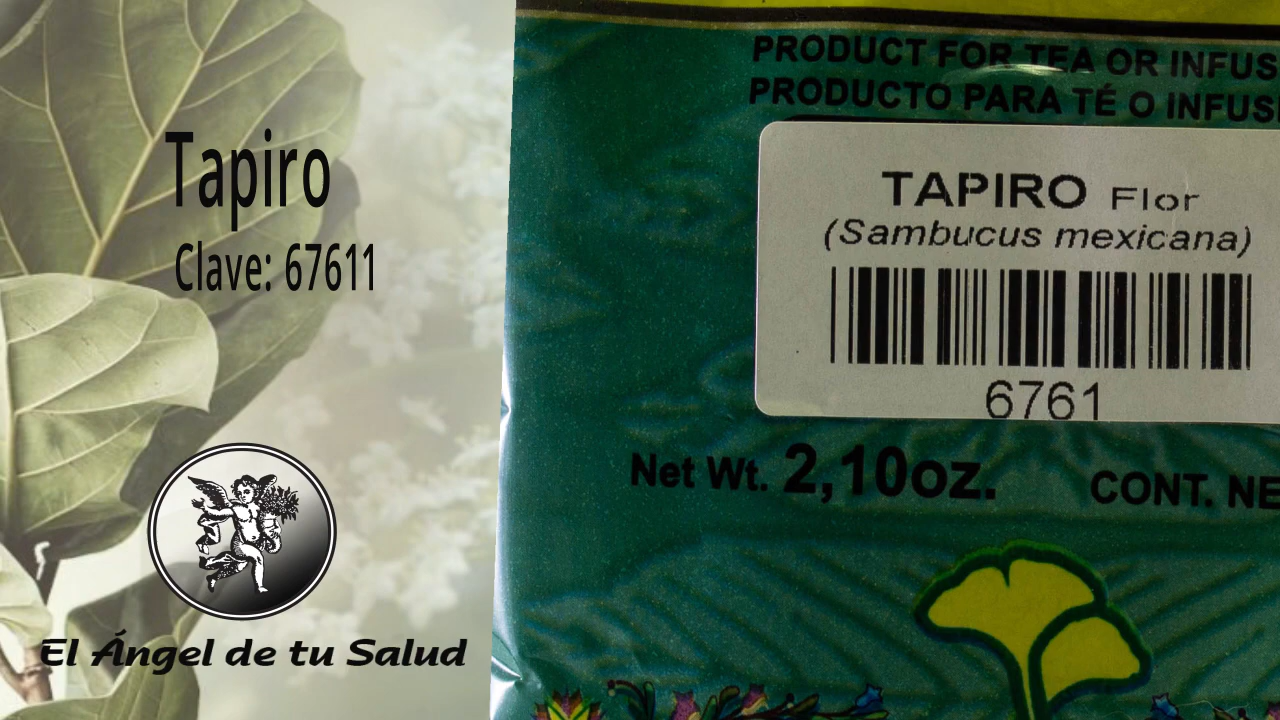 Tapiro
Clave: 67611
El Ángel de tu Salud
PRODUCT FOR TEA OR INFUS
PRODUCTO PARA TÉ O INFUS
TAPIRO Flor
(Sambucus mexicana)
6761
Net Wt. 2,10oz.
CONT. NE